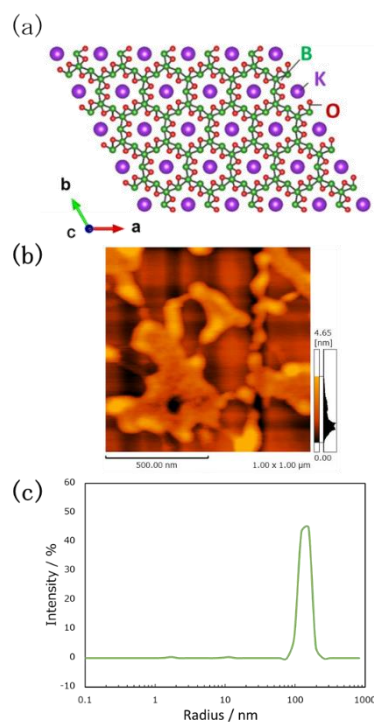 (a)
B
K
O
b
c
a
(b)
4.65
[nm]
0.00
500.00 nm
1.00 x 1.00 μm
(c)
60
50
40
30
20
10
0
-10
Intensity / %
0.1
1
10
100
Radius / nm